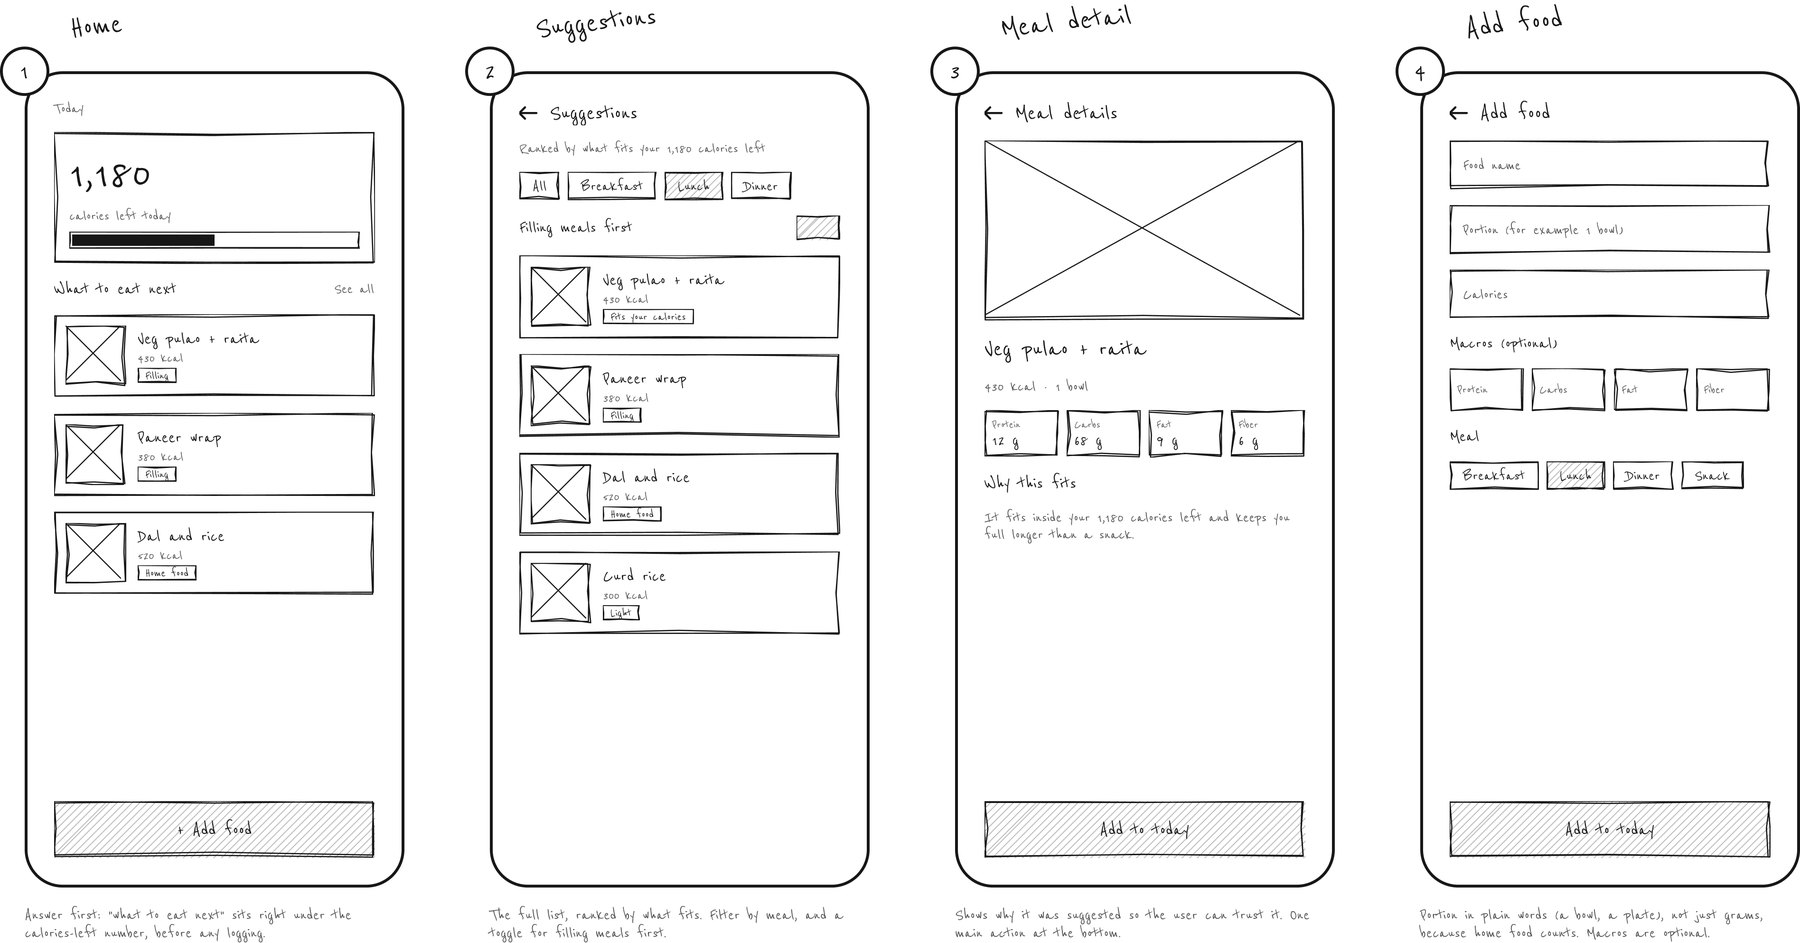 Home
1
Today
1,180
calories left today
What to eat next
See all
Veg pulao + raita
430 kcal
Filling
Paneer wrap
380 kcal
Filling
Dal and rice
520 kcal
Home food
+ Add food
Answer first: "what to eat next" sits right under the
calories-left number, before any logging.
Suggestions
2
← Suggestions
Ranked by what fits your 1,180 calories left
All
Breakfast
Lunch
Dinner
Filling meals first
Veg pulao + raita
430 kcal
Fits your calories
Paneer wrap
380 kcal
Filling
Dal and rice
520 kcal
Home food
Curd rice
300 kcal
Light
The full list, ranked by what fits. Filter by meal, and a
toggle for filling meals first.
Meal detail
3
← Meal details
Veg pulao + raita
430 kcal · 1 bowl
Protein
12 g
Carbs
68 g
Fat
9 g
Fiber
6 g
Why this fits
It fits inside your 1,180 calories left and keeps you
full longer than a snack.
Add to today
Shows why it was suggested so the user can trust it. One
main action at the bottom.
Add food
4
← Add food
Food name
Portion (for example 1 bowl)
Calories
Macros (optional)
Protein
Carbs
Fat
Fiber
Meal
Breakfast
Lunch
Dinner
Snack
Add to today
Portion in plain words (a bowl, a plate), not just grams,
because home food counts. Macros are optional.